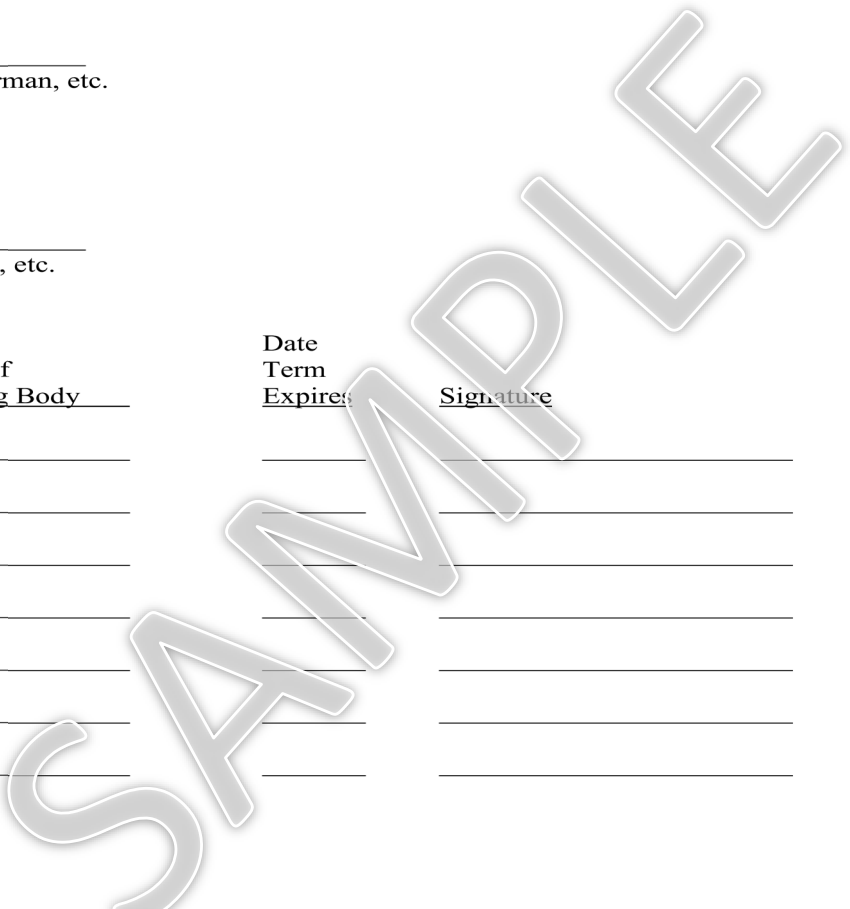 rman, etc.
, etc.
Date
f Term
g Body Expires Signature
SAMPLE